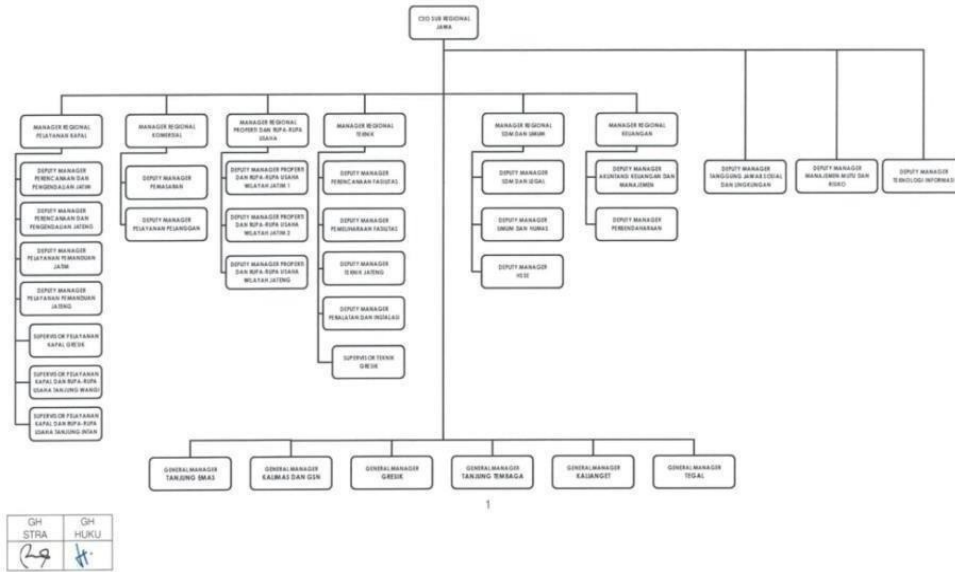 CEO SUB REGIONAL
JAWA
MANAGER REGIONAL
PELAYANAN KAPAL
MANAGER REGIONAL
KOMERSIAL
MANAGER REGIONAL
PROPERTI DAN RUPA-RUPA
USAHA
MANAGER REGIONAL
TEKNIK
MANAGER REGIONAL
SDM DAN UMUM
MANAGER REGIONAL
KEUANGAN
DEPUTY MANAGER
PERENCANAAN DAN
PENGENDALIAN JATIM
DEPUTY MANAGER
PERENCANAAN DAN
PENGENDALIAN JATENG
DEPUTY MANAGER
PELAYANAN PEMANDUAN
JATIM
DEPUTY MANAGER
PELAYANAN PEMANDUAN
JATENG
SUPERVISOR PELAYANAN
KAPAL GRESIK
SUPERVISOR PELAYANAN
KAPAL DAN RUPA-RUPA
USAHA TANJUNG WANGI
SUPERVISOR PELAYANAN
KAPAL DAN RUPA-RUPA
USAHA TANJUNG INTAN
DEPUTY MANAGER
PEMASARAN
DEPUTY MANAGER
PELAYANAN PELANGGAN
DEPUTY MANAGER PROPERTI
DAN RUPA-RUPA USAHA
WILAYAH JATIM 1
DEPUTY MANAGER PROPERTI
DAN RUPA-RUPA USAHA
WILAYAH JATIM 2
DEPUTY MANAGER PROPERTI
DAN RUPA-RUPA USAHA
WILAYAH JATENG
DEPUTY MANAGER
PERENCANAAN FASILITAS
DEPUTY MANAGER
PEMELIHARAAN FASILITAS
DEPUTY MANAGER
TEKNIK JATENG
DEPUTY MANAGER
PERALATAN DAN INSTALASI
SUPERVISOR TEKNIK
GRESIK
DEPUTY MANAGER
SDM DAN LEGAL
DEPUTY MANAGER
UMUM DAN HUMAS
DEPUTY MANAGER
HSSE
DEPUTY MANAGER
AKUNTANSI KEUANGAN DAN
MANAJEMEN
DEPUTY MANAGER
PERBENDAHARAAN
DEPUTY MANAGER
TANGGUNG JAWAB SOSIAL
DAN LINGKUNGAN
DEPUTY MANAGER
MANAJEMEN MUTU DAN
RISIKO
DEPUTY MANAGER
TEKNOLOGI INFORMASI
GENERAL MANAGER
TANJUNG EMAS
GENERAL MANAGER
KALIMAS DAN GSN
GENERAL MANAGER
GRESIK
GENERAL MANAGER
TANJUNG TEMBAGA
GENERAL MANAGER
KALIANGET
GENERAL MANAGER
TEGAL
1
GH
STRA
GH
HUKU